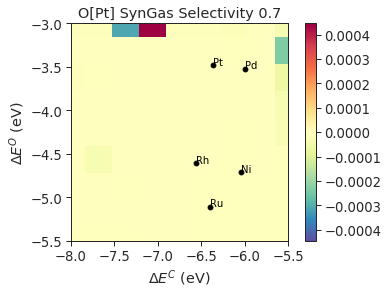 O[Pt] SynGas Selectivity 0.7
−3.0
−3.5
−4.0
−4.5
−5.0
−5.5
ΔE^O (eV)
Pt
Pd
Rh
Ni
Ru
−8.0 −7.5 −7.0 −6.5 −6.0 −5.5
ΔE^C (eV)
0.0004
0.0003
0.0002
0.0001
0.0000
−0.0001
−0.0002
−0.0003
−0.0004